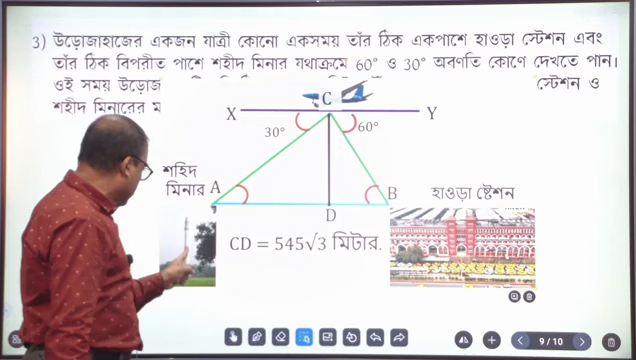 3) উড়োজাহাজের একজন যাত্রী কোনো একসময় তাঁর ঠিক একপাশে হাওড়া স্টেশন এবং
তাঁর ঠিক বিপরীত পাশে শহীদ মিনার যথাক্রমে 60° ও 30° অবণতি কোণে দেখতে পান।
ওই সময় উড়োজ স্টেশন ও
শহীদ মিনারের ম
C
X Y
30° 60°
শহিদ
মিনার A B হাওড়া ষ্টেশন
D
CD = 545√3 মিটার.
9 / 10